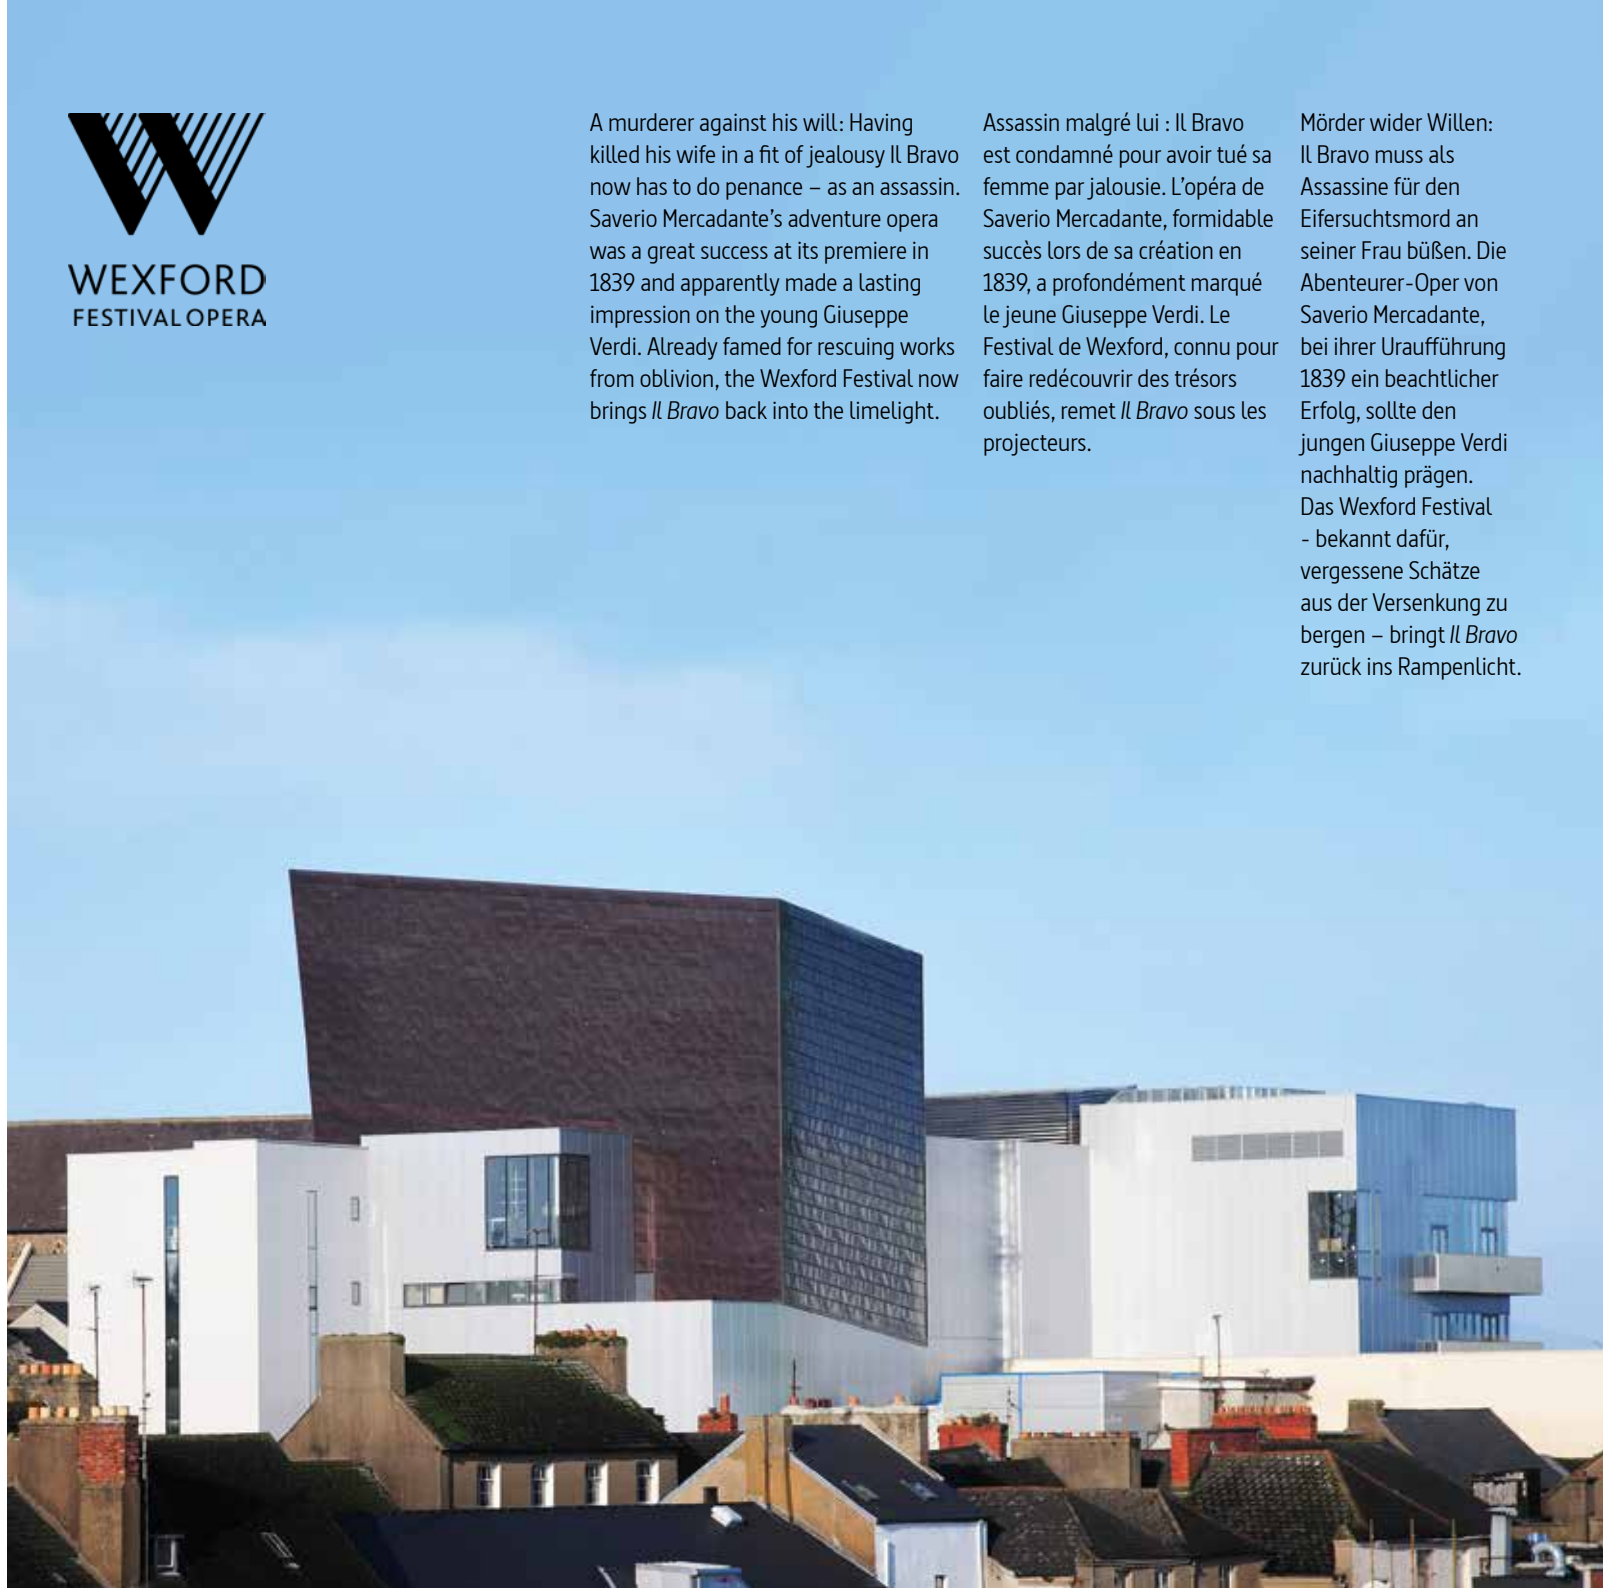 WEXFORD
FESTIVAL OPERA
A murderer against his will: Having
killed his wife in a fit of jealousy Il Bravo
now has to do penance – as an assassin.
Saverio Mercadante’s adventure opera
was a great success at its premiere in
1839 and apparently made a lasting
impression on the young Giuseppe
Verdi. Already famed for rescuing works
from oblivion, the Wexford Festival now
brings Il Bravo back into the limelight.
Assassin malgré lui : Il Bravo
est condamné pour avoir tué sa
femme par jalousie. L’opéra de
Saverio Mercadante, formidable
succès lors de sa création en
1839, a profondément marqué
le jeune Giuseppe Verdi. Le
Festival de Wexford, connu pour
faire redécouvrir des trésors
oubliés, remet Il Bravo sous les
projecteurs.
Mörder wider Willen:
Il Bravo muss als
Assassine für den
Eifersuchtsmord an
seiner Frau büßen. Die
Abenteurer-Oper von
Saverio Mercadante,
bei ihrer Uraufführung
1839 ein beachtlicher
Erfolg, sollte den
jungen Giuseppe Verdi
nachhaltig prägen.
Das Wexford Festival
- bekannt dafür,
vergessene Schätze
aus der Versenkung zu
bergen – bringt Il Bravo
zurück ins Rampenlicht.